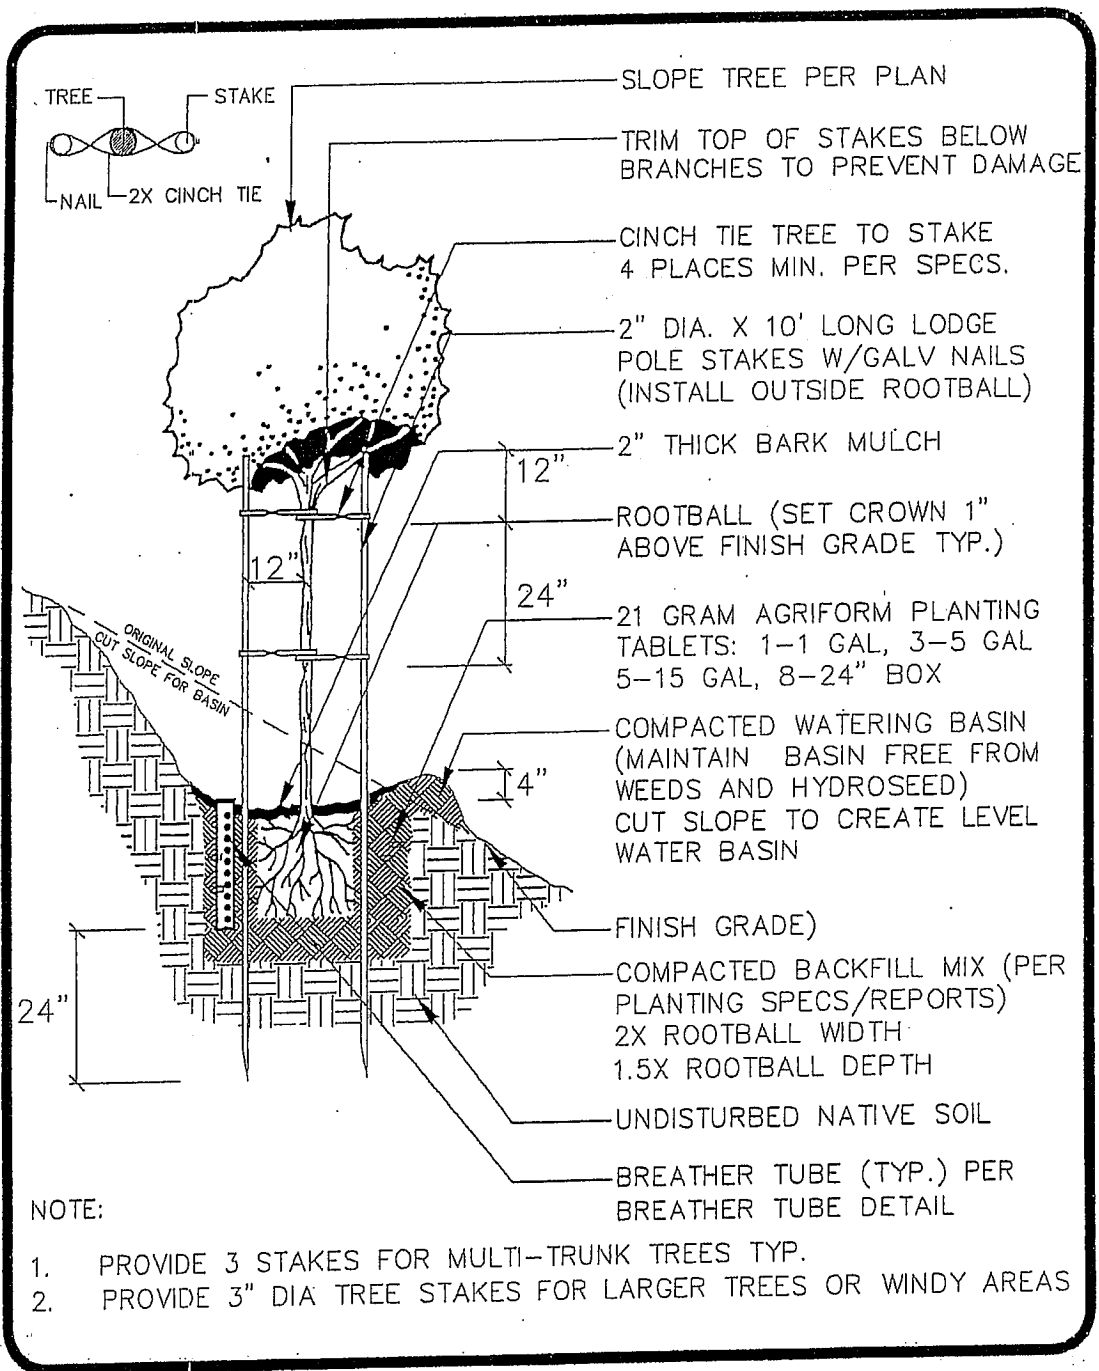 TREE
STAKE
NAIL
2X CINCH TIE
SLOPE TREE PER PLAN
TRIM TOP OF STAKES BELOW
BRANCHES TO PREVENT DAMAGE
CINCH TIE TREE TO STAKE
4 PLACES MIN. PER SPECS.
2" DIA. X 10' LONG LODGE
POLE STAKES W/GALV NAILS
(INSTALL OUTSIDE ROOTBALL)
2" THICK BARK MULCH
12"
ROOTBALL (SET CROWN 1"
ABOVE FINISH GRADE TYP.)
12"
24"
21 GRAM AGRIFORM PLANTING
TABLETS: 1-1 GAL, 3-5 GAL
5-15 GAL, 8-24" BOX
ORIGINAL SLOPE
CUT SLOPE FOR BASIN
COMPACTED WATERING BASIN
(MAINTAIN BASIN FREE FROM
WEEDS AND HYDROSEED)
CUT SLOPE TO CREATE LEVEL
WATER BASIN
4"
FINISH GRADE)
COMPACTED BACKFILL MIX (PER
PLANTING SPECS/REPORTS)
2X ROOTBALL WIDTH
1.5X ROOTBALL DEPTH
24"
UNDISTURBED NATIVE SOIL
BREATHER TUBE (TYP.) PER
BREATHER TUBE DETAIL
NOTE:
1. PROVIDE 3 STAKES FOR MULTI-TRUNK TREES TYP.
2. PROVIDE 3" DIA TREE STAKES FOR LARGER TREES OR WINDY AREAS